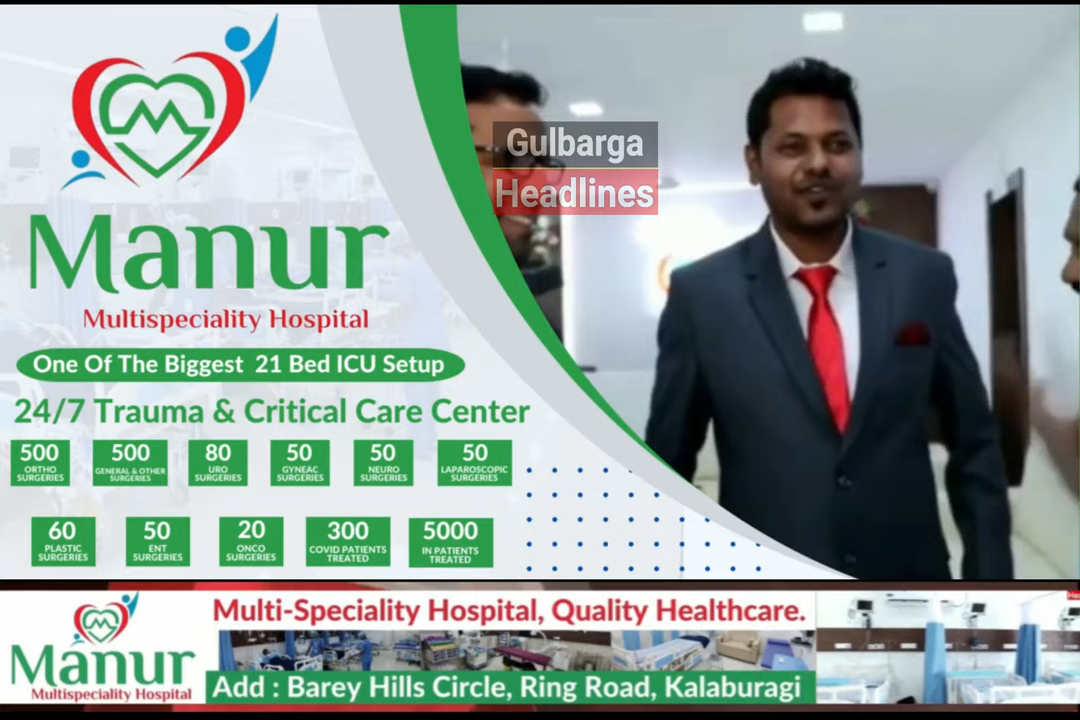 Manur
Multispeciality Hospital
One Of The Biggest 21 Bed ICU Setup
24/7 Trauma & Critical Care Center
500
ORTHO
SURGERIES
500
GENERAL & OTHER
SURGERIES
80
URO
SURGERIES
50
GYNEAC
SURGERIES
50
NEURO
SURGERIES
50
LAPAROSCOPIC
SURGERIES
60
PLASTIC
SURGERIES
50
ENT
SURGERIES
20
ONCO
SURGERIES
300
COVID PATIENTS
TREATED
5000
IN PATIENTS
TREATED
Gulbarga
Headlines
Manur
Multispeciality Hospital
Multi-Speciality Hospital, Quality Healthcare.
Add : Barey Hills Circle, Ring Road, Kalaburagi